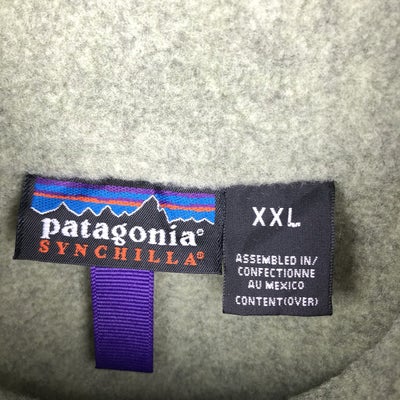 patagonia®
SYNCHILLA®
XXL
ASSEMBLED IN/
CONFECTIONNE
AU MEXICO
CONTENT(OVER)